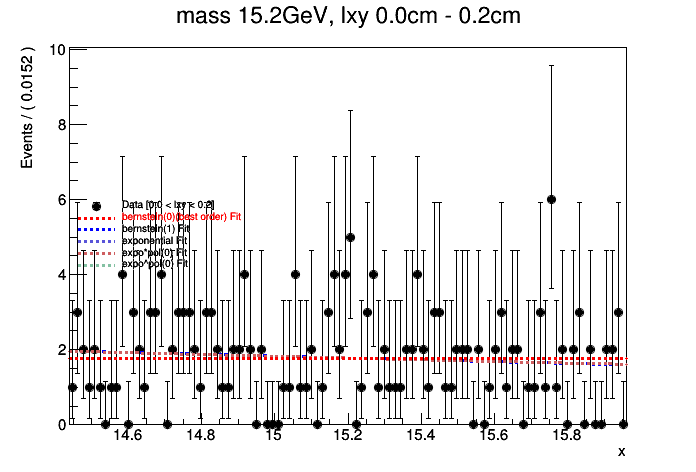 mass 15.2GeV, lxy 0.0cm - 0.2cm
Events / ( 0.0152 )
10
8
6
4
2
0
Data [0.0 < lxy < 0.2]
bernstein(0)(best order) Fit
bernstein(1) Fit
exponential Fit
expo*pol(0) Fit
expo^pol(0) Fit
14.6 14.8 15 15.2 15.4 15.6 15.8
x